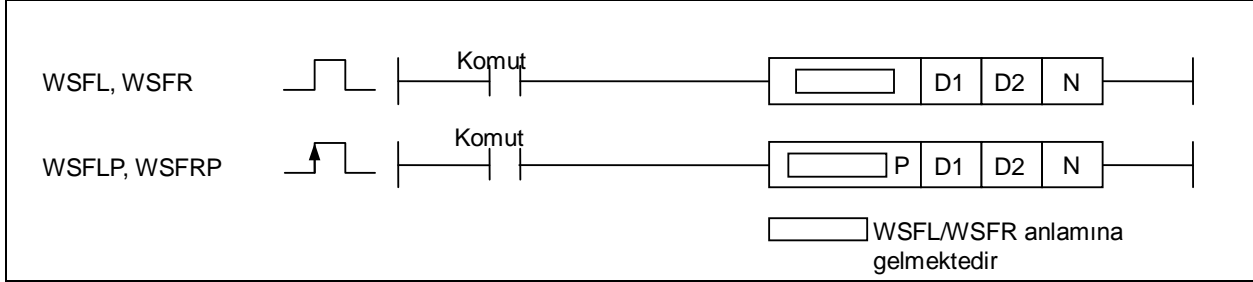 Komut
WSFL, WSFR D1 D2 N
Komut
WSFLP, WSFRP P D1 D2 N
WSFL/WSFR anlamına
gelmektedir